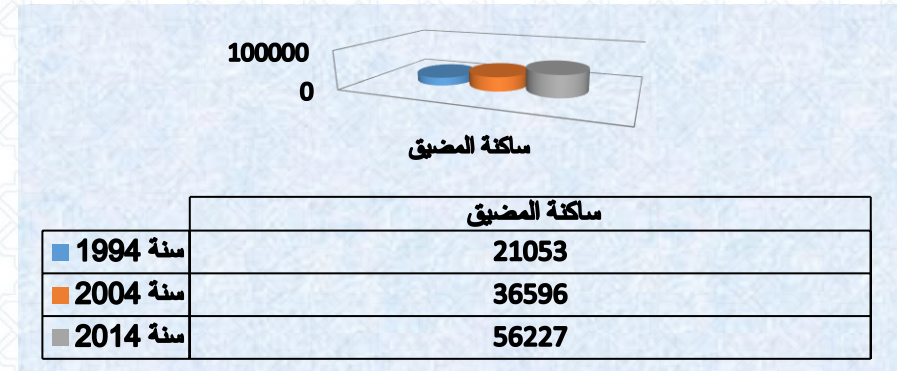 100000
0
ساكنة المضيق
ساكنة المضيق
سنة 1994 21053
سنة 2004 36596
سنة 2014 56227